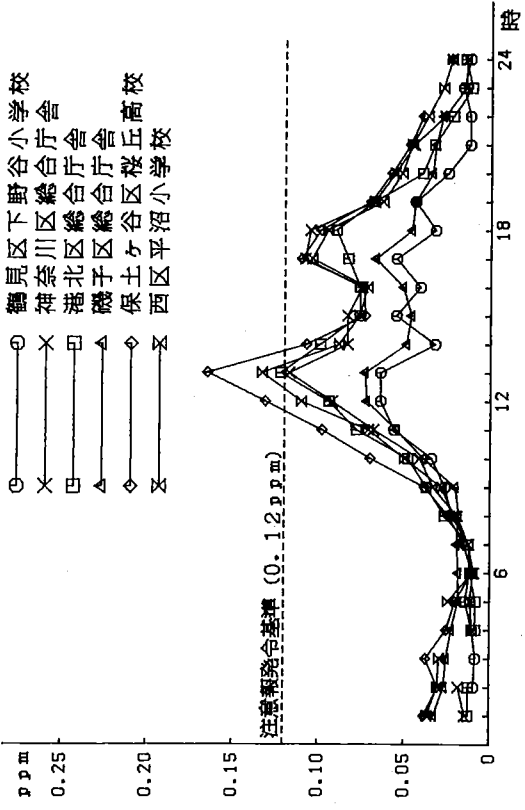 ppm
0.25
0.20
0.15
0.10
0.05
0
6
12
18
24
時
注意報発令基準 (0.12ppm)
鶴見区下野谷小学校
神奈川区総合庁舎
港北区総合庁舎
磯子区総合庁舎
保土ヶ谷区桜丘高校
西区平沼小学校